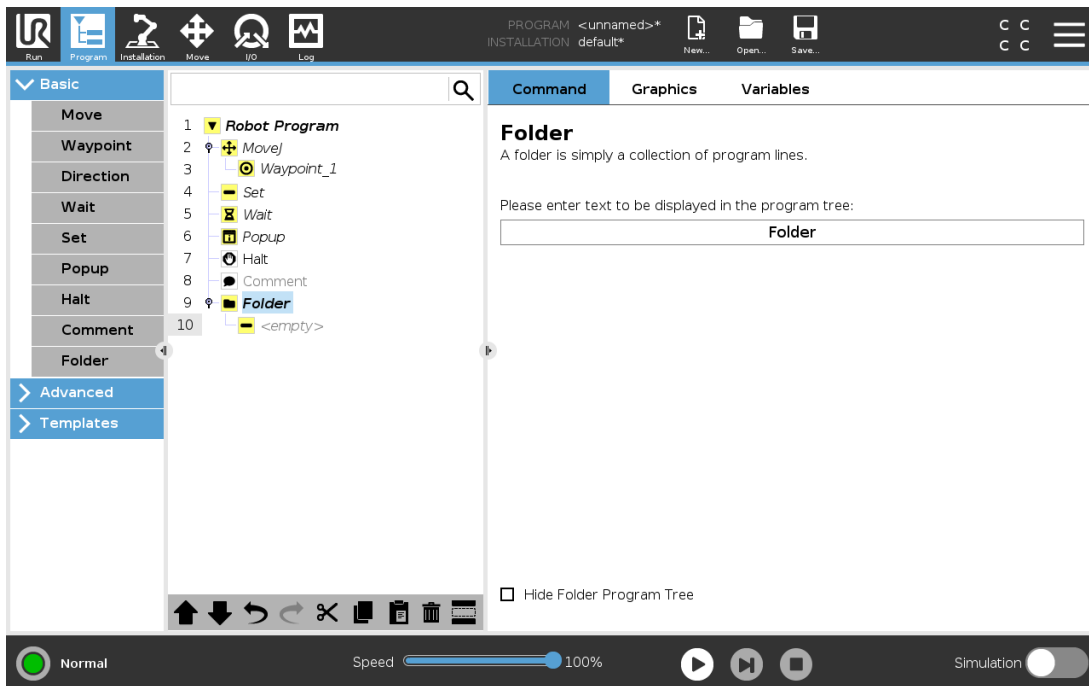 PROGRAM <unnamed>*
INSTALLATION default*
C C
C C
Run Program Installation Move I/O Log New... Open... Save...
Basic
Move
Waypoint
Direction
Wait
Set
Popup
Halt
Comment
Folder
Advanced
Templates
1 Robot Program
2 MoveJ
3 Waypoint_1
4 Set
5 Wait
6 Popup
7 Halt
8 Comment
9 Folder
10 <empty>
Command Graphics Variables
Folder
A folder is simply a collection of program lines.
Please enter text to be displayed in the program tree:
Folder
Hide Folder Program Tree
Normal Speed 100% Simulation